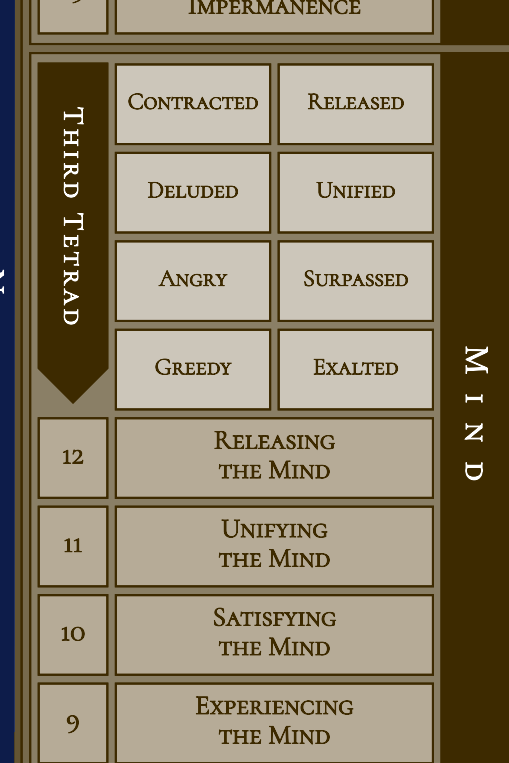 IMPERMANENCE
THIRD TETRAD
CONTRACTED
RELEASED
DELUDED
UNIFIED
ANGRY
SURPASSED
GREEDY
EXALTED
MIND
12
RELEASING
THE MIND
11
UNIFYING
THE MIND
10
SATISFYING
THE MIND
9
EXPERIENCING
THE MIND